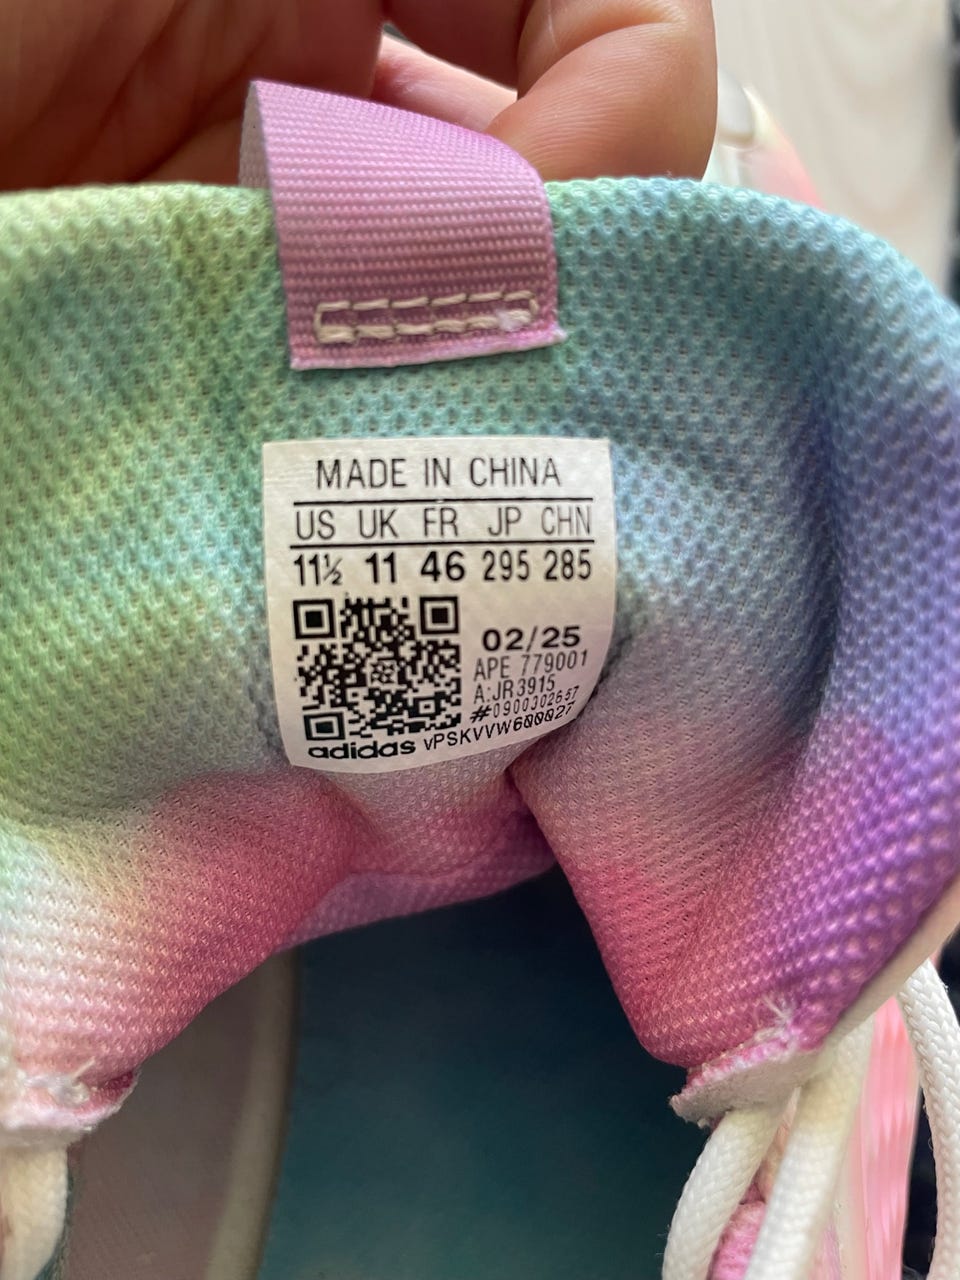 MADE IN CHINA
US UK FR JP CHN
11½ 11 46 295 285
02/25
APE 779001
A:JR3915
#0900302657
adidas vPSKVVW600027